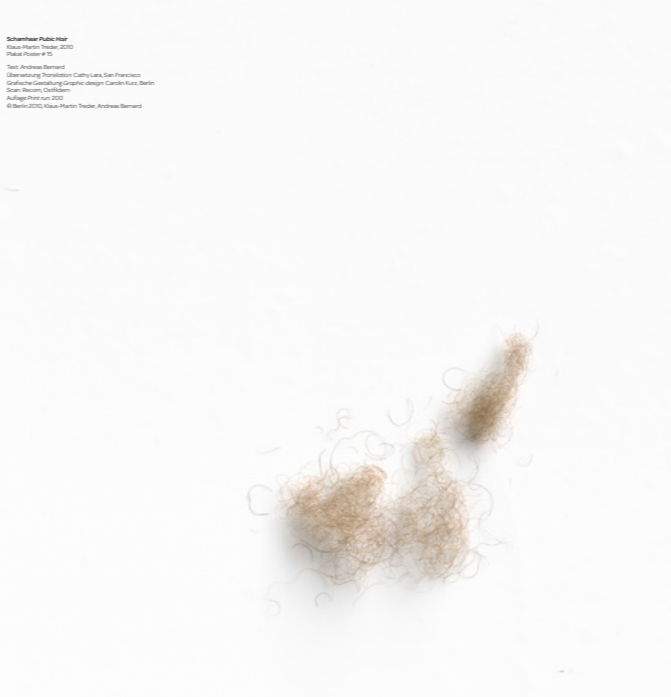 Schamhaar Pubic Hair
Klaus-Martin Treder, 2010
Plakat Poster # 15
Text: Andreas Bernard
Übersetzung Translation: Cathy Lara, San Francisco
Grafische Gestaltung Graphic design: Carolin Kurz, Berlin
Scan: Recom, Ostfildern
Auflage Print run: 200
© Berlin 2010, Klaus-Martin Treder, Andreas Bernard